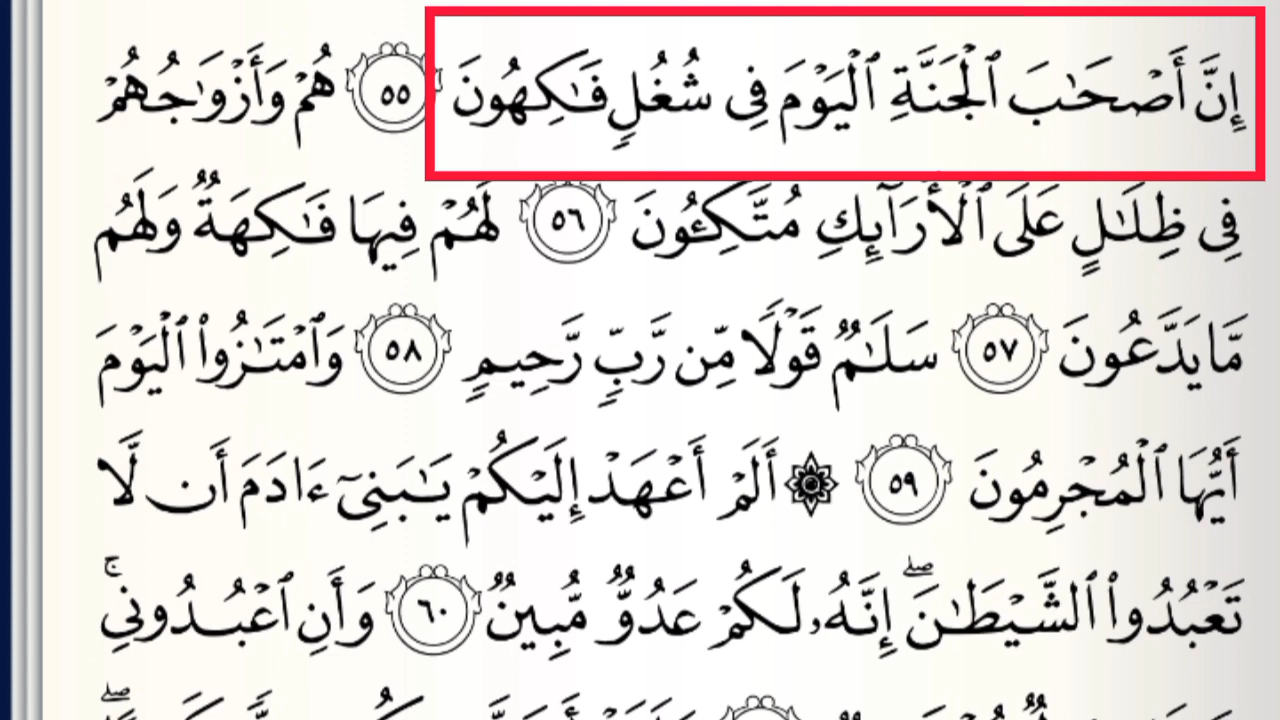 إِنَّ أَصْحَٰبَ ٱلْجَنَّةِ ٱلْيَوْمَ فِى شُغُلٍ فَٰكِهُونَ ٥٥ هُمْ وَأَزْوَٰجُهُمْ
فِى ظِلَٰلٍ عَلَى ٱلْأَرَآئِكِ مُتَّكِـُٔونَ ٥٦ لَهُمْ فِيهَا فَٰكِهَةٌ وَلَهُم
مَّا يَدَّعُونَ ٥٧ سَلَٰمٌ قَوْلًا مِّن رَّبٍّ رَّحِيمٍ ٥٨ وَٱمْتَٰزُوا۟ ٱلْيَوْمَ
أَيُّهَا ٱلْمُجْرِمُونَ ٥٩ ۞ أَلَمْ أَعْهَدْ إِلَيْكُمْ يَٰبَنِىٓ ءَادَمَ أَن لَّا
تَعْبُدُوا۟ ٱلشَّيْطَٰنَ ۖ إِنَّهُۥ لَكُمْ عَدُوٌّ مُّبِينٌ ٦٠ وَأَنِ ٱعْبُدُونِى ۚ